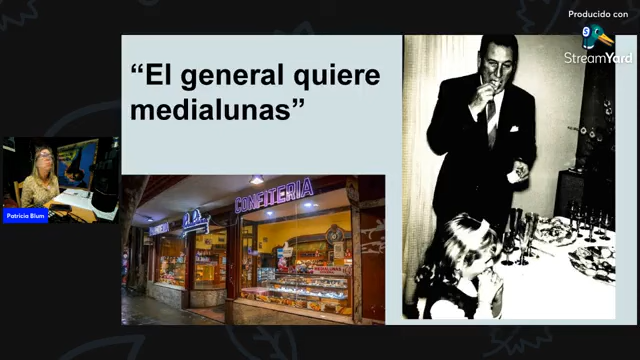 Producido con
StreamYard
“El general quiere
medialunas”
CONFITERIA
Patricia Blum